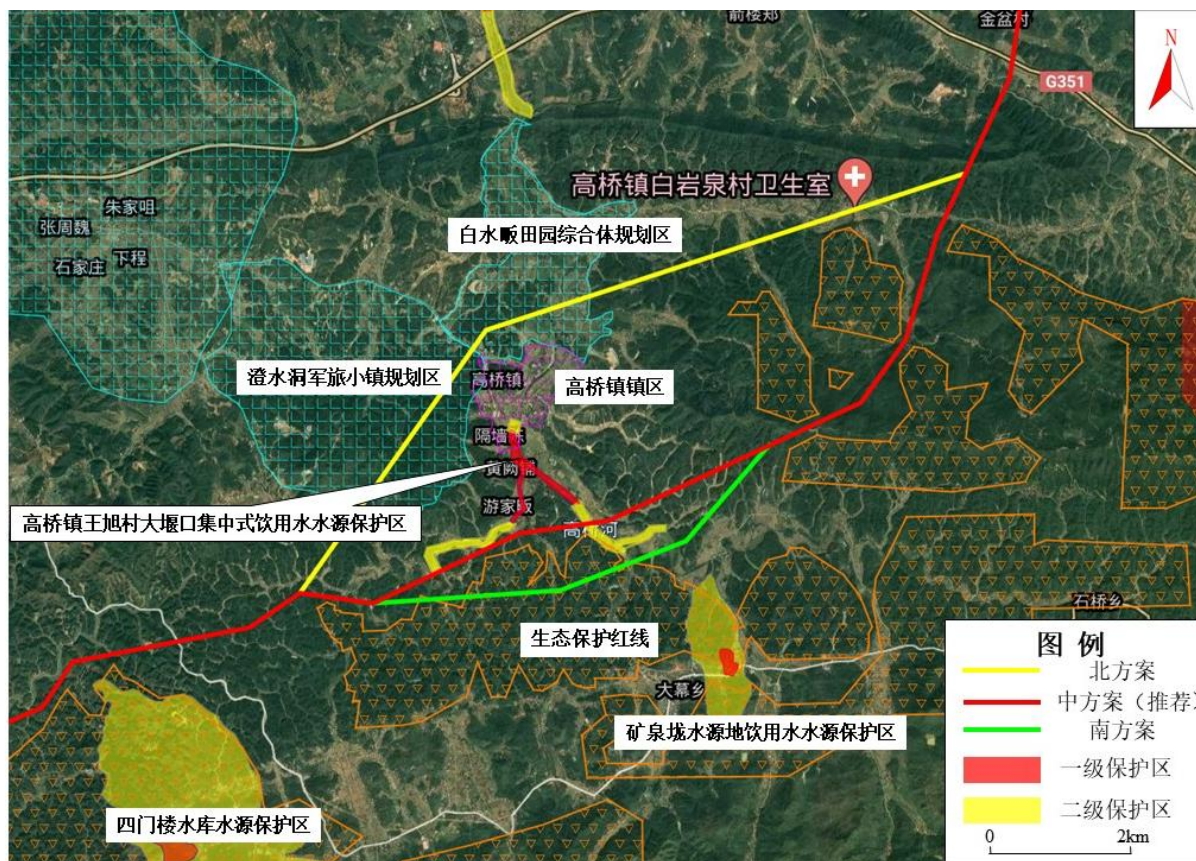 俞楼郑
金盆村
N
G351
高桥镇白岩泉村卫生室
朱家咀
张周魏
下程
石家庄
白水畈田园综合体规划区
澄水洞军旅小镇规划区
高桥镇
高桥镇镇区
隔墙陈
黄阙铺
高桥镇王旭村大堰口集中式饮用水水源保护区
游家畈
高桥河
石桥乡
生态保护红线
大幕乡
矿泉垅水源地饮用水水源保护区
四门楼水库水源保护区
图 例
北方案
中方案（推荐）
南方案
一级保护区
二级保护区
0 2km